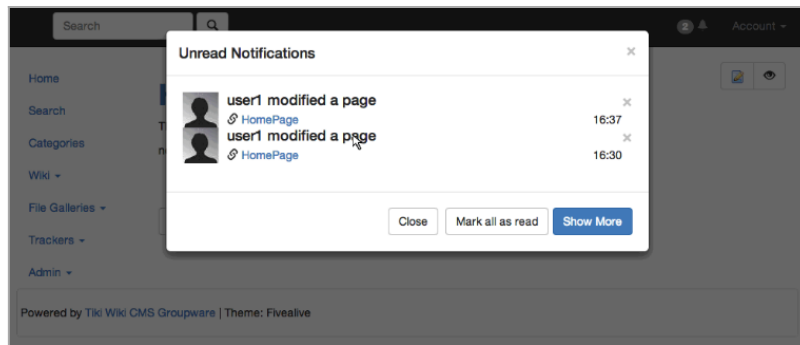 Search
2
Account
Unread Notifications
×
Home
Search
Categories
Wiki
File Galleries
Trackers
Admin
user1 modified a page
×
HomePage
16:37
user1 modified a page
×
HomePage
16:30
Close
Mark all as read
Show More
Powered by Tiki Wiki CMS Groupware | Theme: Fivealive